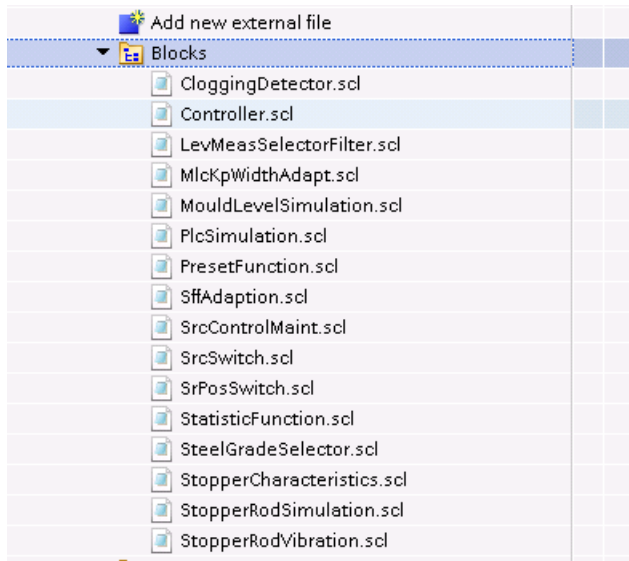 Add new external file
Blocks
CloggingDetector.scl
Controller.scl
LevMeasSelectorFilter.scl
MlcKpWidthAdapt.scl
MouldLevelSimulation.scl
PlcSimulation.scl
PresetFunction.scl
SffAdaption.scl
SrcControlMaint.scl
SrcSwitch.scl
SrPosSwitch.scl
StatisticFunction.scl
SteelGradeSelector.scl
StopperCharacteristics.scl
StopperRodSimulation.scl
StopperRodVibration.scl